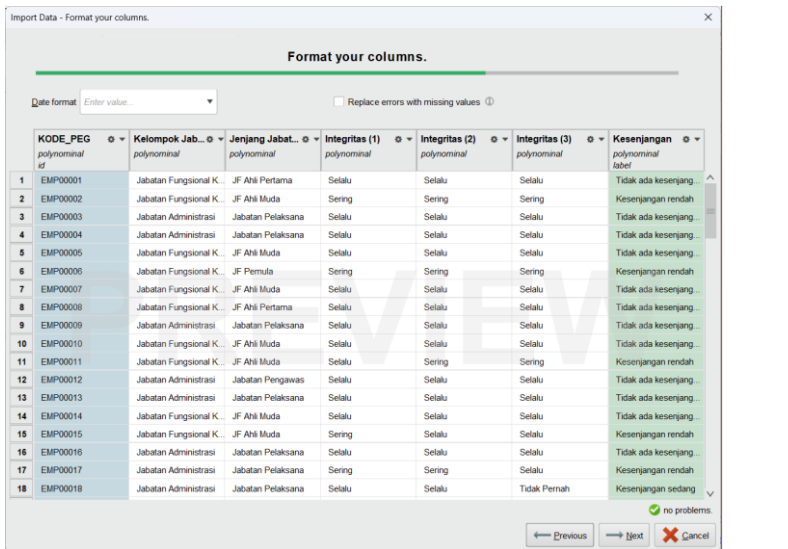 Import Data - Format your columns.
Format your columns.
Date format Enter value... Replace errors with missing values
KODE_PEG Kelompok Jab... Jenjang Jabat... Integritas (1) Integritas (2) Integritas (3) Kesenjangan
polynominal polynominal polynominal polynominal polynominal polynominal polynominal
id label
1 EMP00001 Jabatan Fungsional K... JF Ahli Pertama Selalu Selalu Selalu Tidak ada kesenjang...
2 EMP00002 Jabatan Fungsional K... JF Ahli Muda Sering Sering Sering Kesenjangan rendah
3 EMP00003 Jabatan Administrasi Jabatan Pelaksana Selalu Selalu Selalu Tidak ada kesenjang...
4 EMP00004 Jabatan Administrasi Jabatan Pelaksana Selalu Selalu Selalu Tidak ada kesenjang...
5 EMP00005 Jabatan Fungsional K... JF Ahli Muda Selalu Selalu Selalu Tidak ada kesenjang...
6 EMP00006 Jabatan Fungsional K... JF Pemula Sering Sering Sering Kesenjangan rendah
7 EMP00007 Jabatan Fungsional K... JF Ahli Muda Selalu Selalu Selalu Tidak ada kesenjang...
8 EMP00008 Jabatan Fungsional K... JF Ahli Pertama Selalu Selalu Selalu Tidak ada kesenjang...
9 EMP00009 Jabatan Administrasi Jabatan Pelaksana Selalu Selalu Selalu Tidak ada kesenjang...
10 EMP00010 Jabatan Fungsional K... JF Ahli Muda Selalu Selalu Selalu Tidak ada kesenjang...
11 EMP00011 Jabatan Fungsional K... JF Ahli Muda Selalu Sering Sering Kesenjangan rendah
12 EMP00012 Jabatan Administrasi Jabatan Pengawas Selalu Selalu Selalu Tidak ada kesenjang...
13 EMP00013 Jabatan Administrasi Jabatan Pelaksana Selalu Selalu Selalu Tidak ada kesenjang...
14 EMP00014 Jabatan Fungsional K... JF Ahli Muda Selalu Selalu Selalu Tidak ada kesenjang...
15 EMP00015 Jabatan Fungsional K... JF Ahli Muda Sering Selalu Selalu Kesenjangan rendah
16 EMP00016 Jabatan Administrasi Jabatan Pelaksana Selalu Selalu Selalu Tidak ada kesenjang...
17 EMP00017 Jabatan Administrasi Jabatan Pelaksana Sering Sering Selalu Kesenjangan rendah
18 EMP00018 Jabatan Administrasi Jabatan Pelaksana Selalu Selalu Tidak Pernah Kesenjangan sedang
PREVIEW
no problems.
Previous Next Cancel